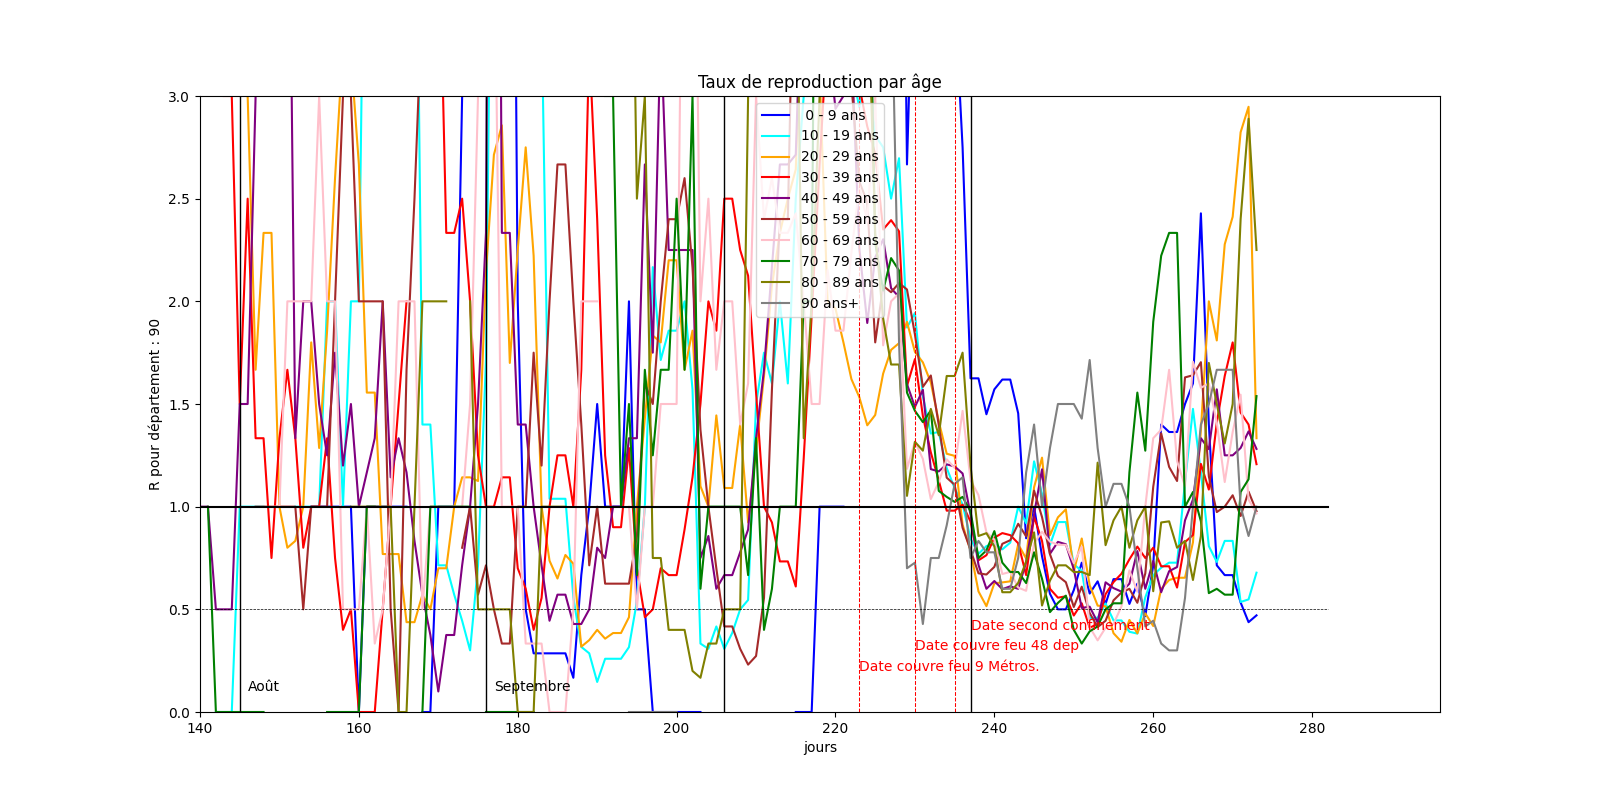 Taux de reproduction par âge
3.0
2.5
2.0
1.5
1.0
0.5
0.0
R pour département : 90
0 - 9 ans
10 - 19 ans
20 - 29 ans
30 - 39 ans
40 - 49 ans
50 - 59 ans
60 - 69 ans
70 - 79 ans
80 - 89 ans
90 ans+
Date second confinement
Date couvre feu 48 dep
Date couvre feu 9 Métros.
Août
Septembre
140
160
180
200
220
240
260
280
jours